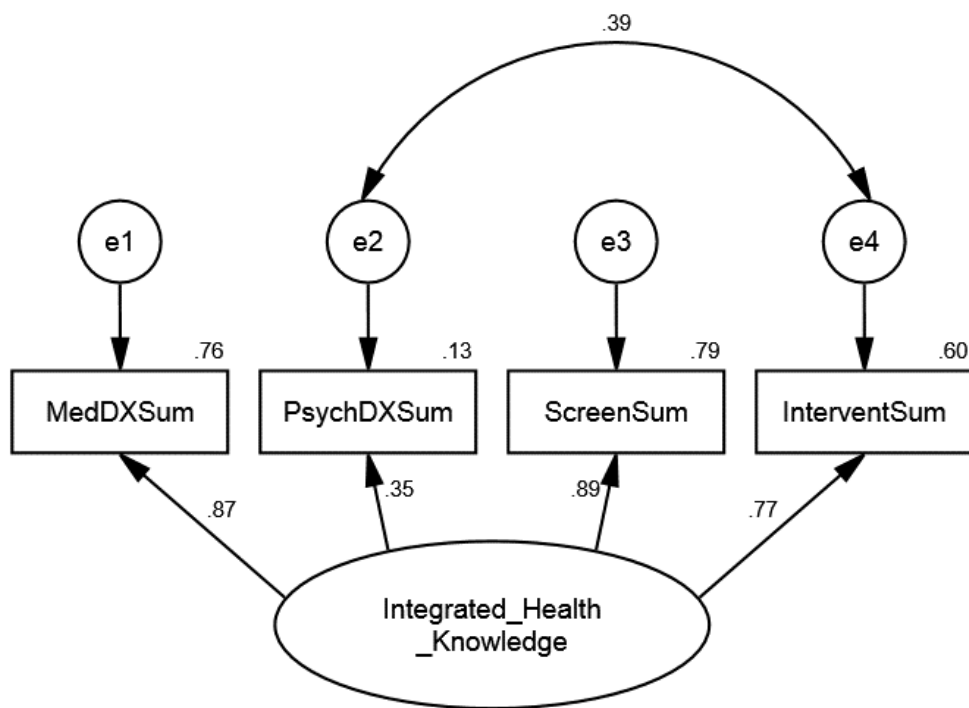 .39
e1
e2
e3
e4
.76
.13
.79
.60
MedDXSum
PsychDXSum
ScreenSum
InterventSum
.87
.35
.89
.77
Integrated_Health
_Knowledge